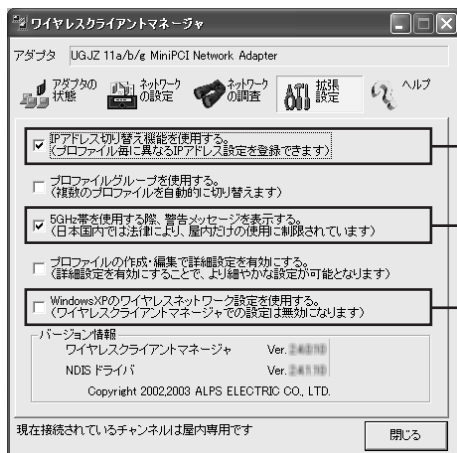 ワイヤレスクライアントマネージャ
アダプタ UGJZ 11a/b/g MiniPCI Network Adapter
アダプタの状態
ネットワークの設定
ネットワークの調査
拡張設定
ヘルプ
IPアドレス切り替え機能を使用する。
(プロファイル毎に異なるIPアドレス設定を登録できます)
プロファイルグループを使用する。
(複数のプロファイルを自動的に切り替えます)
5GHz帯を使用する際、警告メッセージを表示する。
(日本国内では法律により、屋内だけの使用に制限されています)
プロファイルの作成・編集で詳細設定を有効にする。
(詳細設定を有効にすることで、より細やかな設定が可能となります)
WindowsXPのワイヤレスネットワーク設定を使用する。
(ワイヤレスクライアントマネージャでの設定は無効になります)
バージョン情報
ワイヤレスクライアントマネージャ Ver.
NDIS ドライバ Ver.
Copyright 2002,2003 ALPS ELECTRIC CO., LTD.
現在接続されているチャンネルは屋内専用です
閉じる